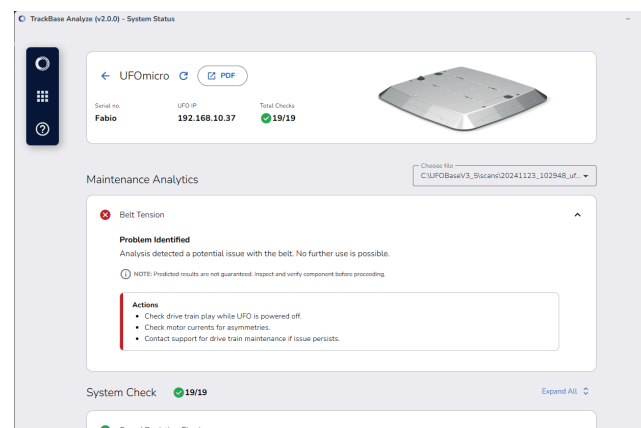 TrackBase Analyze (v2.0.0) - System Status
UFOmicro PDF
Serial no. UFO IP Total Checks
Fabio 192.168.10.37 19/19
Choose file
Maintenance Analytics C:\UFOBaseV3_5\scans\20241123_102948_uf...
Belt Tension
Problem Identified
Analysis detected a potential issue with the belt. No further use is possible.
NOTE: Predicted results are not guaranteed. Inspect and verify component before proceeding.
Actions
• Check drive train play while UFO is powered off.
• Check motor currents for asymmetries.
• Contact support for drive train maintenance if issue persists.
System Check 19/19 Expand All